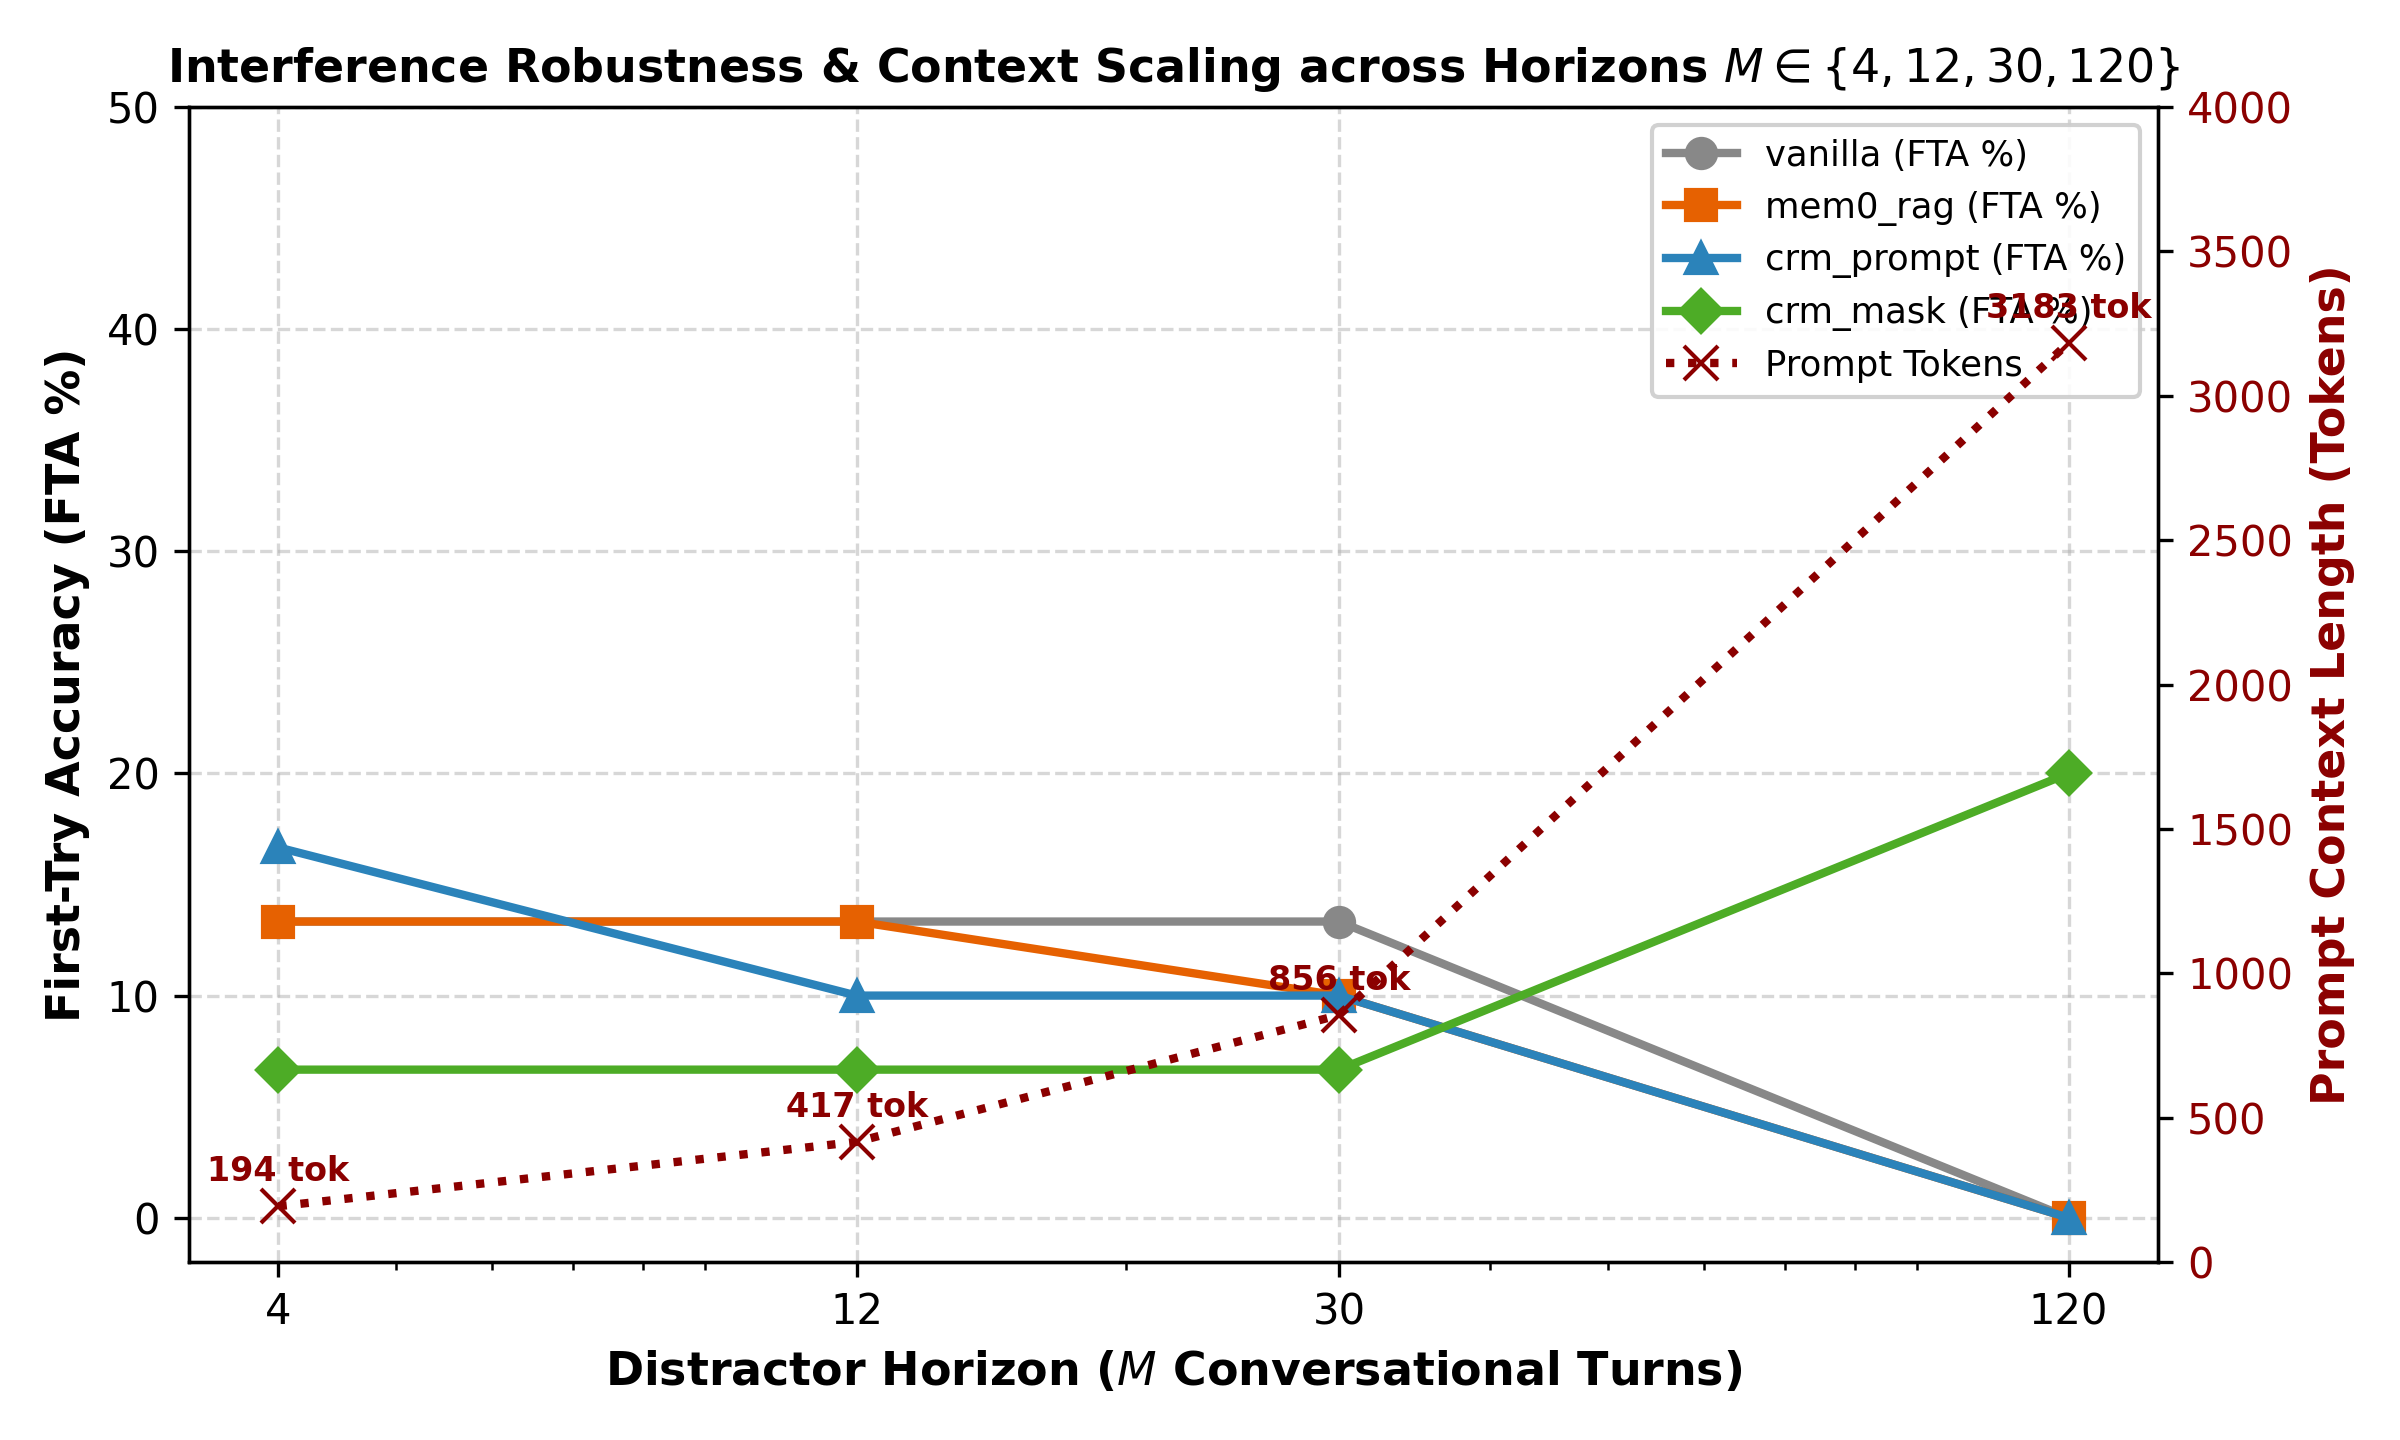 Interference Robustness & Context Scaling across Horizons M ∈ {4, 12, 30, 120}
First-Try Accuracy (FTA %)
50
40
30
20
10
0
vanilla (FTA %)
mem0_rag (FTA %)
crm_prompt (FTA %)
crm_mask (FTA %)
Prompt Tokens
194 tok
417 tok
856 tok
3183 tok
4000
3500
3000
2500
2000
1500
1000
500
0
Prompt Context Length (Tokens)
4
12
30
120
Distractor Horizon (M Conversational Turns)